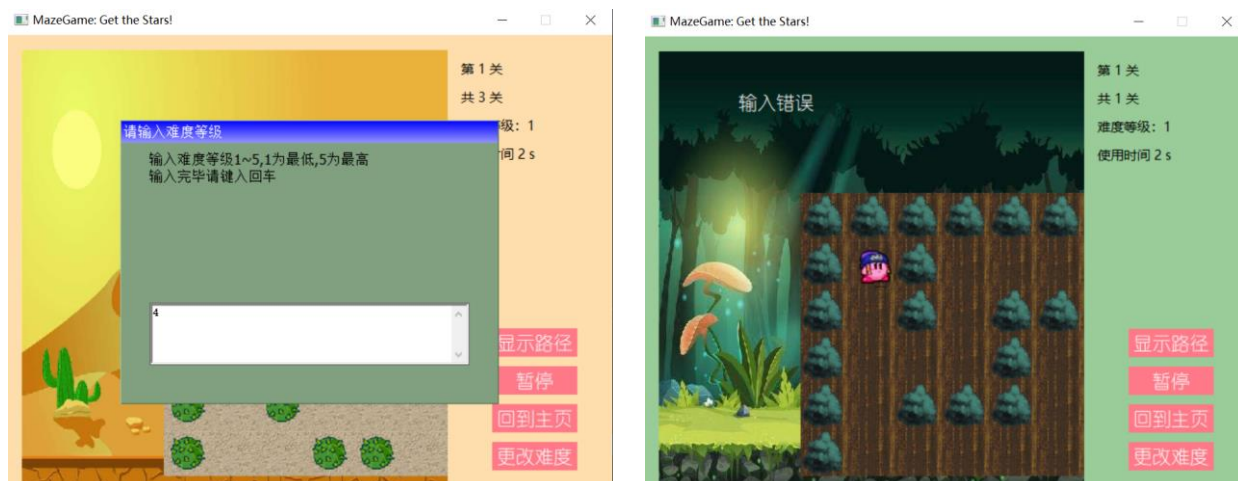 MazeGame: Get the Stars!
第 1 关
共 3 关
等级: 1
时间 2 s
请输入难度等级
输入难度等级1~5,1为最低,5为最高
输入完毕请键入回车
4
显示路径
暂停
回到主页
更改难度
MazeGame: Get the Stars!
输入错误
第 1 关
共 1 关
难度等级: 1
使用时间 2 s
显示路径
暂停
回到主页
更改难度